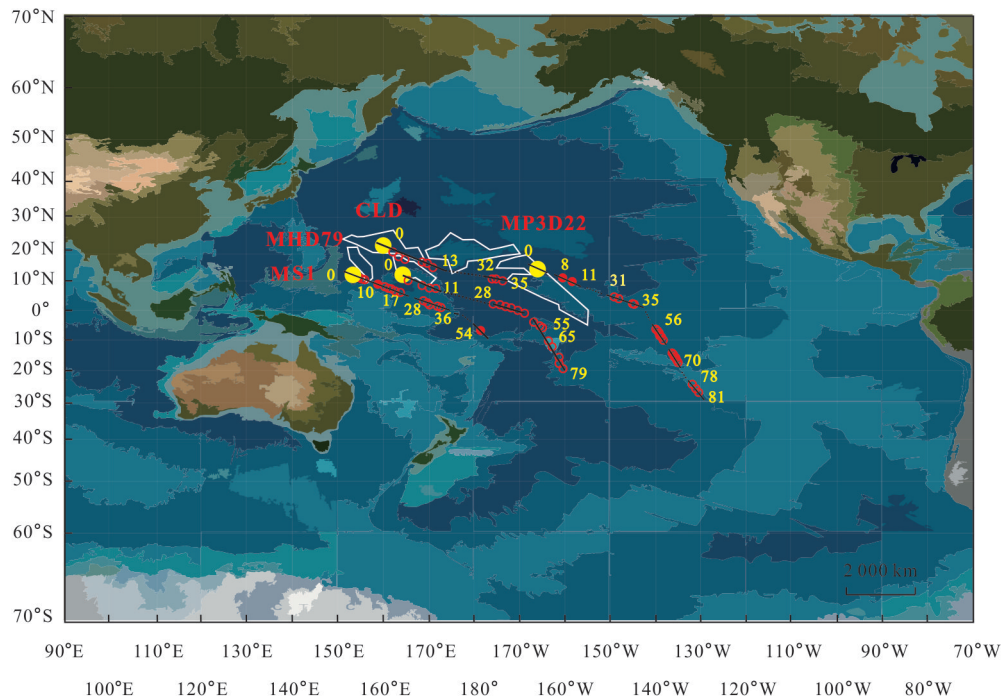 70°N
60°N
50°N
40°N
30°N
20°N
10°N
0°
10°S
20°S
30°S
40°S
50°S
60°S
70°S
CLD
0
MP3D22
MHD79
0
0
13
32
8
MS1
0
35
11
31
10
11
28
35
17
28
36
55
56
54
65
70
79
78
81
2 000 km
90°E 110°E 130°E 150°E 170°E 170°W 150°W 130°W 110°W 90°W 70°W
100°E 120°E 140°E 160°E 180° 160°W 140°W 120°W 100°W 80°W